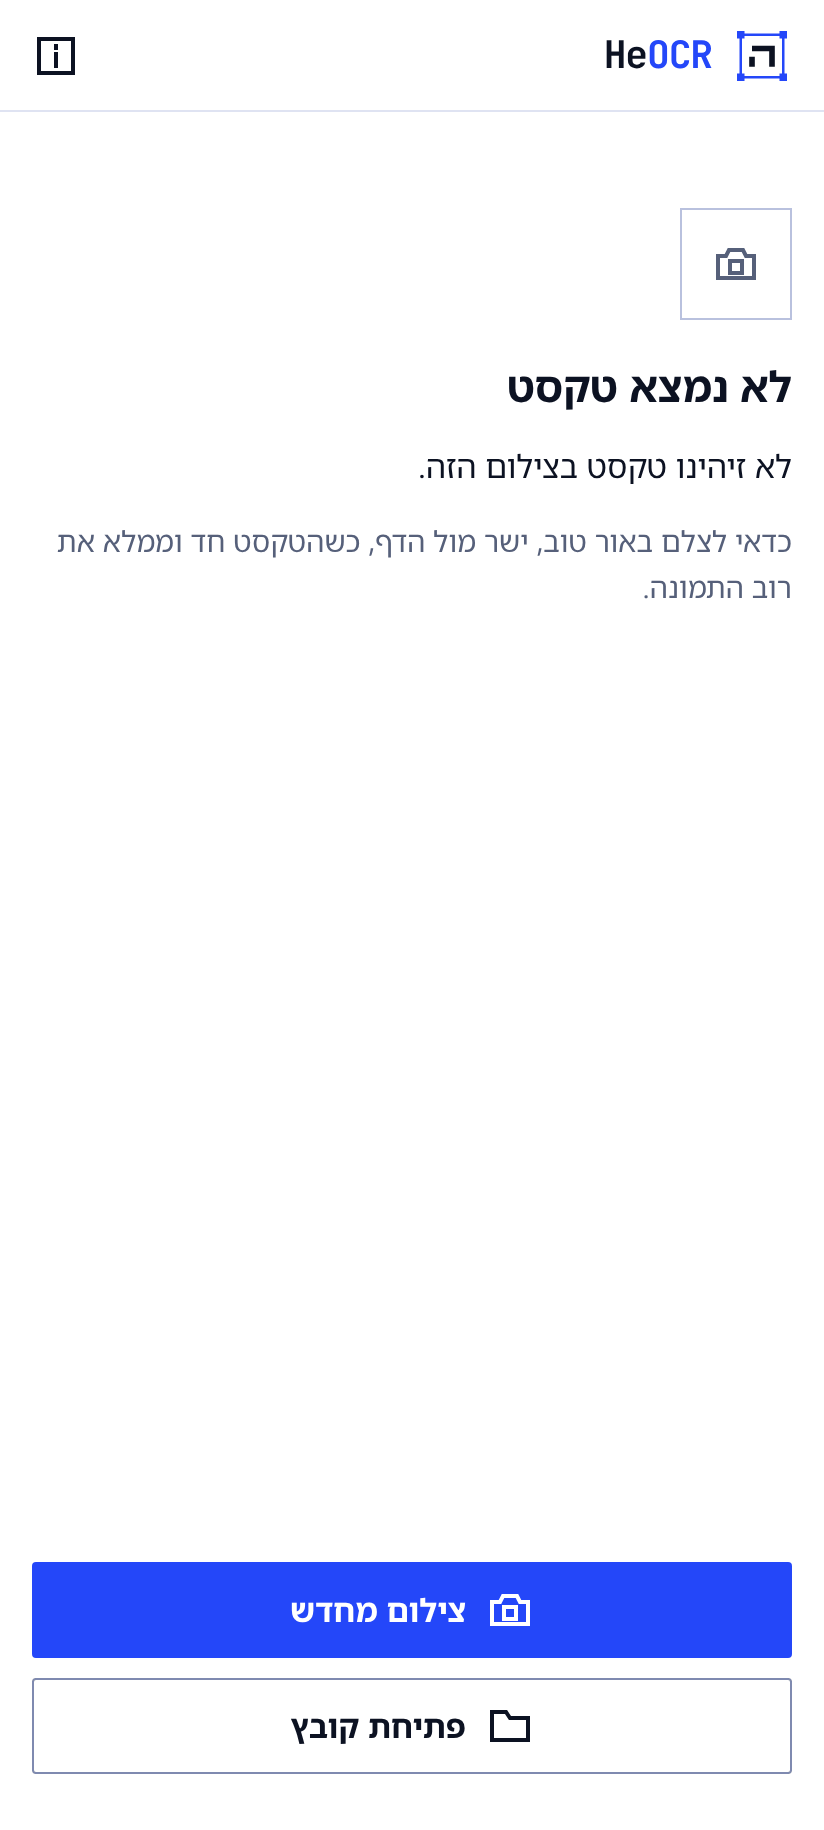 ה HeOCR
לא נמצא טקסט
לא זיהינו טקסט בצילום הזה.
כדאי לצלם באור טוב, ישר מול הדף, כשהטקסט חד וממלא את
רוב התמונה.
צילום מחדש
פתיחת קובץ